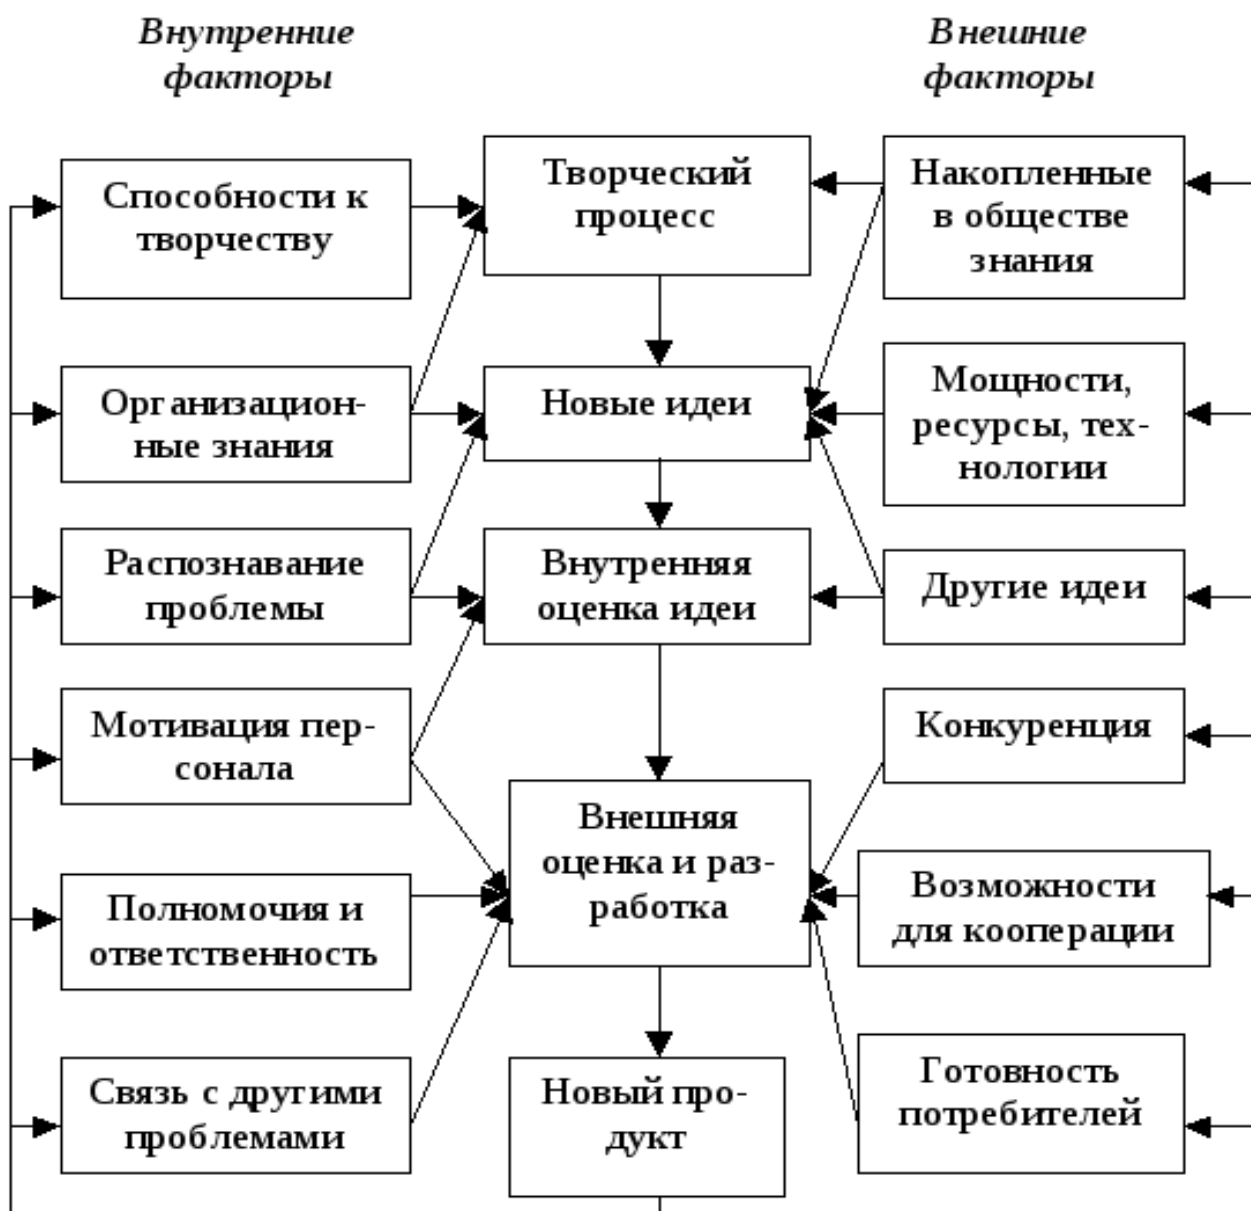 Внутренние
факторы
Внешние
факторы
Способности к
творчеству
Творческий
процесс
Накопленные
в обществе
знания
Организацион-
ные знания
Новые идеи
Мощности,
ресурсы, тех-
нологии
Распознавание
проблемы
Внутренняя
оценка идеи
Другие идеи
Мотивация пер-
сонала
Конкуренция
Внешняя
оценка и раз-
работка
Полномочия и
ответственность
Возможности
для кооперации
Связь с другими
проблемами
Новый про-
дукт
Готовность
потребителей